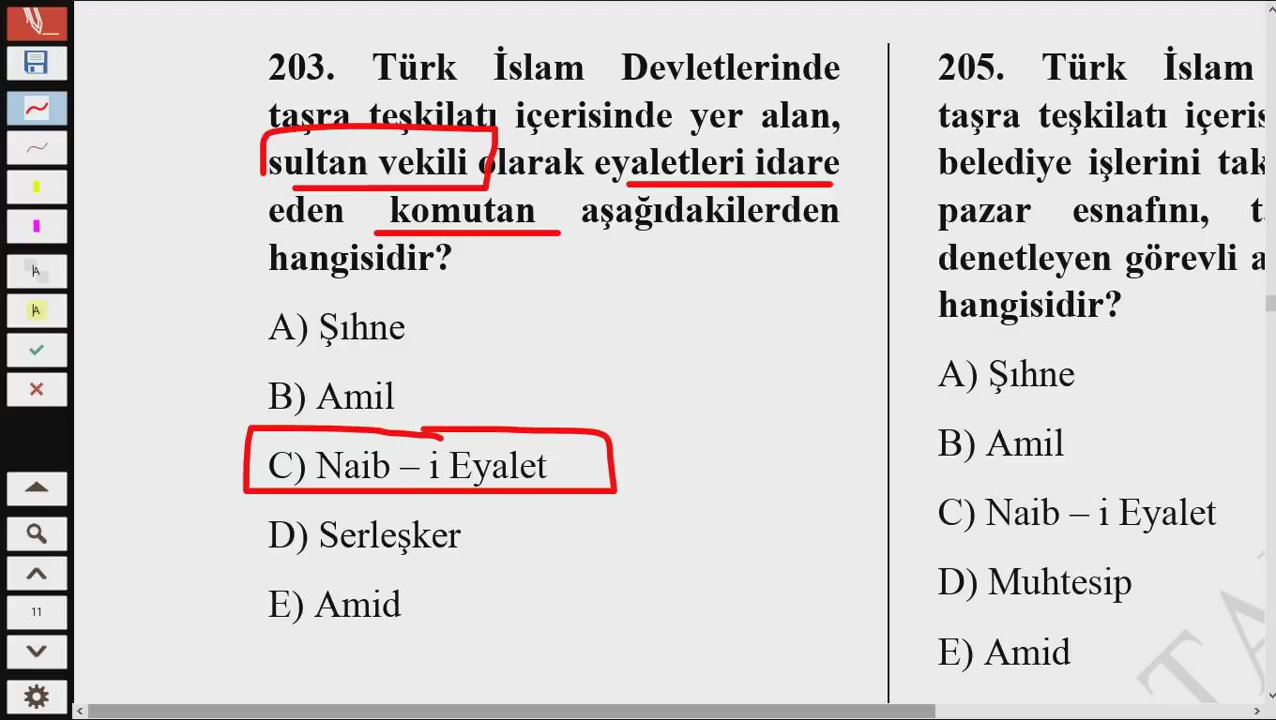 203. Türk İslam Devletlerinde
taşra teşkilatı içerisinde yer alan,
sultan vekili olarak eyaletleri idare
eden komutan aşağıdakilerden
hangisidir?
A) Şıhne
B) Amil
C) Naib – i Eyalet
D) Serleşker
E) Amid
205. Türk İslam
taşra teşkilatı
belediye işlerini
pazar esnafını,
denetleyen görevli
hangisidir?
A) Şıhne
B) Amil
C) Naib – i Eyalet
D) Muhtesip
E) Amid
11